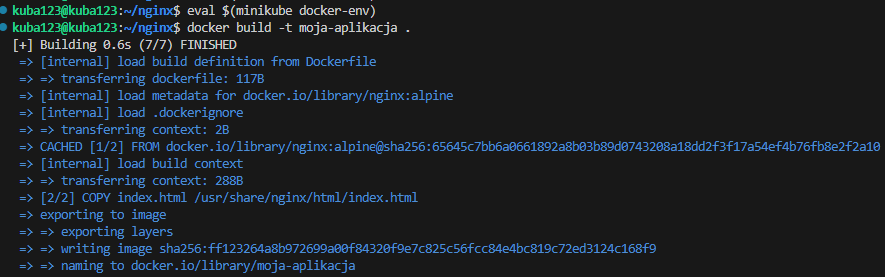 kuba123@kuba123:~/nginx$ eval $(minikube docker-env)
kuba123@kuba123:~/nginx$ docker build -t moja-aplikacja .
[+] Building 0.6s (7/7) FINISHED
=> [internal] load build definition from Dockerfile
=> => transferring dockerfile: 117B
=> [internal] load metadata for docker.io/library/nginx:alpine
=> [internal] load .dockerignore
=> => transferring context: 2B
=> CACHED [1/2] FROM docker.io/library/nginx:alpine@sha256:65645c7bb6a0661892a8b03b89d0743208a18dd2f3f17a54ef4b76fb8e2f2a10
=> [internal] load build context
=> => transferring context: 288B
=> [2/2] COPY index.html /usr/share/nginx/html/index.html
=> exporting to image
=> => exporting layers
=> => writing image sha256:ff123264a8b972699a00f84320f9e7c825c56fcc84e4bc819c72ed3124c168f9
=> => naming to docker.io/library/moja-aplikacja